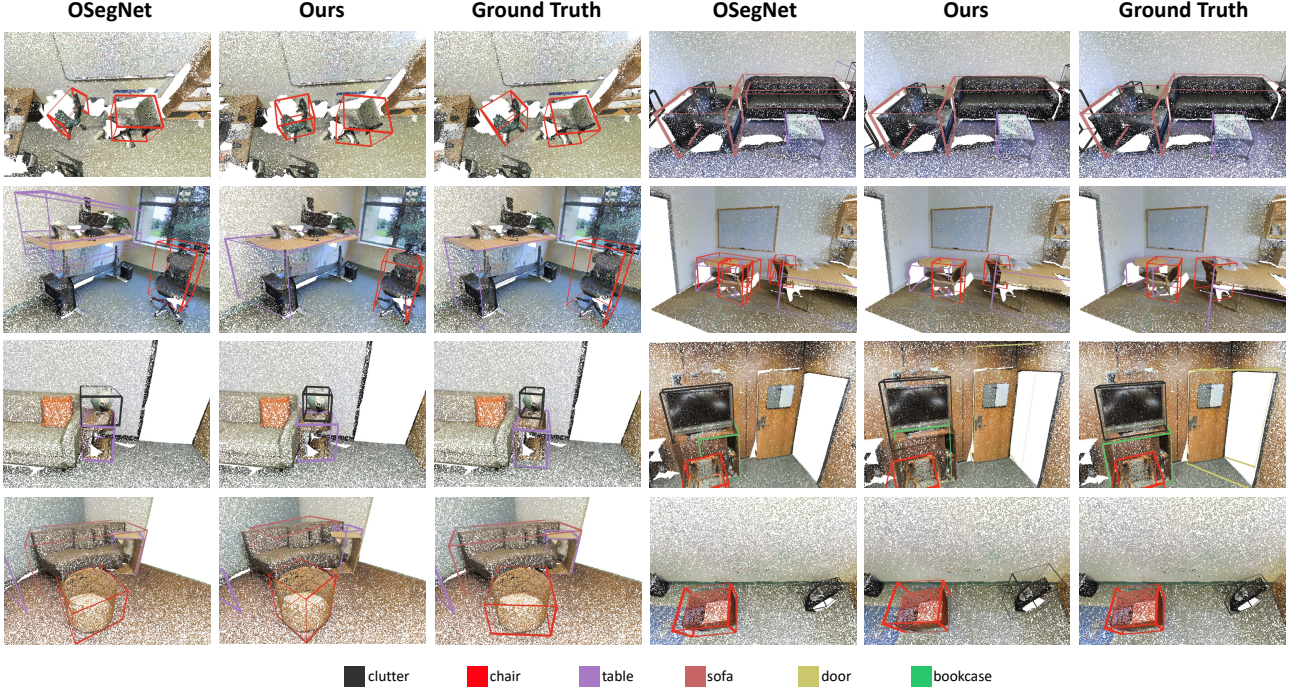 OSegNet Ours Ground Truth OSegNet Ours Ground Truth
clutter chair table sofa door bookcase